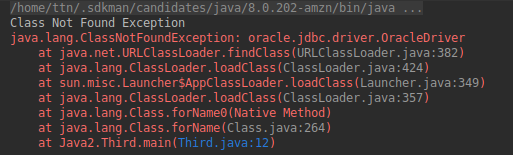 /home/ttn/.sdkman/candidates/java/8.0.202-amzn/bin/java ...
Class Not Found Exception
java.lang.ClassNotFoundException: oracle.jdbc.driver.OracleDriver
at java.net.URLClassLoader.findClass(URLClassLoader.java:382)
at java.lang.ClassLoader.loadClass(ClassLoader.java:424)
at sun.misc.Launcher$AppClassLoader.loadClass(Launcher.java:349)
at java.lang.ClassLoader.loadClass(ClassLoader.java:357)
at java.lang.Class.forName0(Native Method)
at java.lang.Class.forName(Class.java:264)
at Java2.Third.main(Third.java:12)